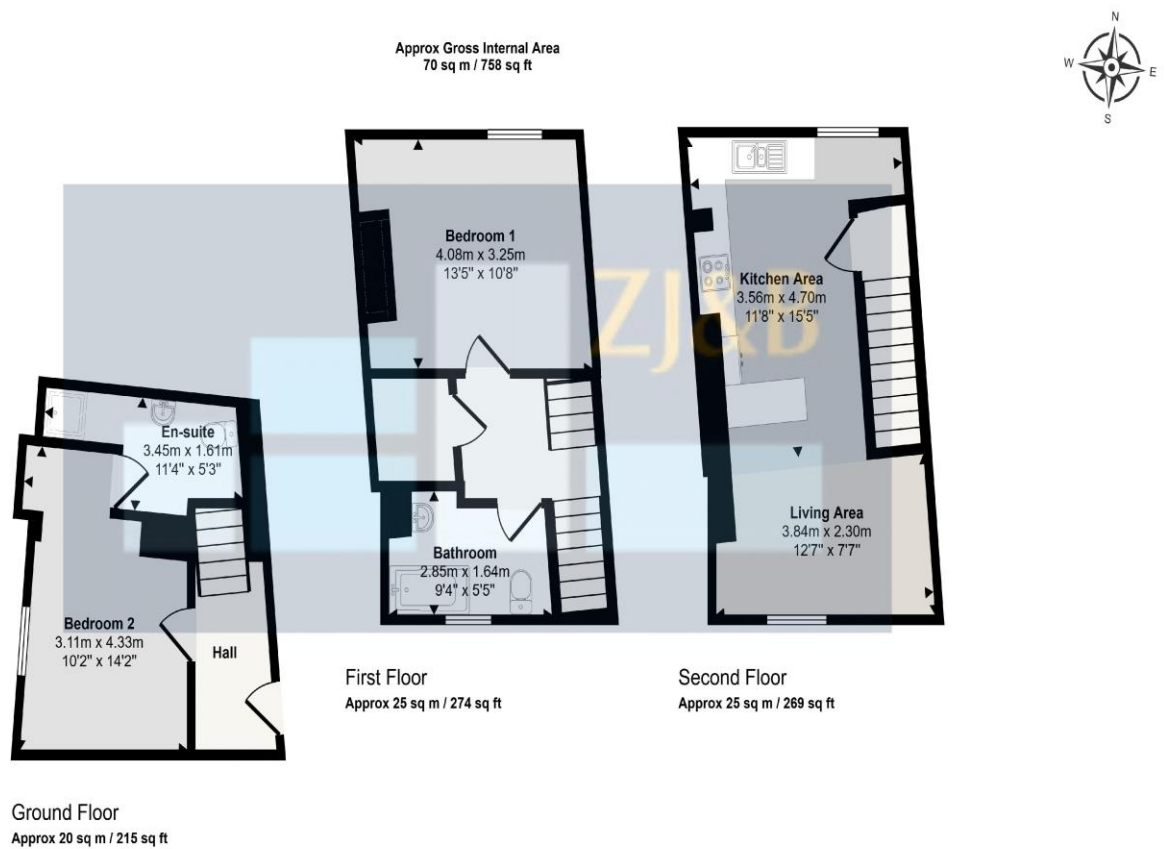 Approx Gross Internal Area
70 sq m / 758 sq ft
N
W
E
S
Bedroom 1
4.08m x 3.25m
13'5" x 10'8"
ZJ&B
Kitchen Area
3.56m x 4.70m
11'8" x 15'5"
En-suite
3.45m x 1.61m
11'4" x 5'3"
Living Area
3.84m x 2.30m
12'7" x 7'7"
Bathroom
2.85m x 1.64m
9'4" x 5'5"
Bedroom 2
3.11m x 4.33m
10'2" x 14'2"
Hall
First Floor
Approx 25 sq m / 274 sq ft
Second Floor
Approx 25 sq m / 269 sq ft
Ground Floor
Approx 20 sq m / 215 sq ft